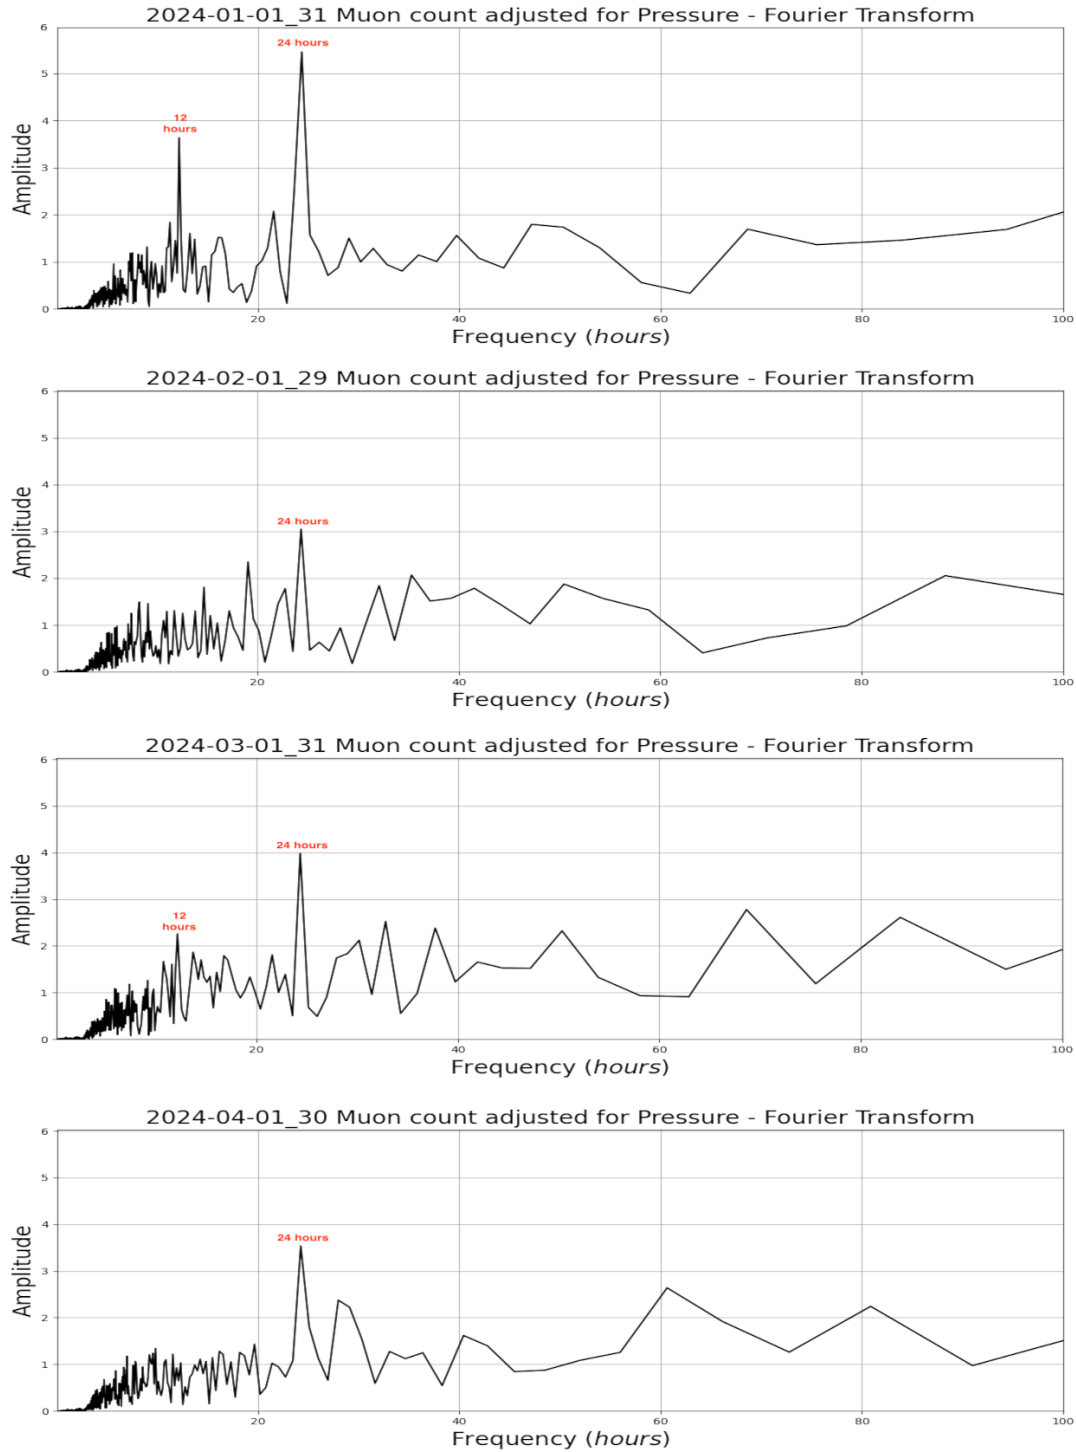 2024-01-01_31 Muon count adjusted for Pressure - Fourier Transform
6
24 hours
5
12
hours
4
Amplitude
3
2
1
0
20
40
60
80
100
Frequency (hours)
2024-02-01_29 Muon count adjusted for Pressure - Fourier Transform
6
5
4
Amplitude
24 hours
3
2
1
0
20
40
60
80
100
Frequency (hours)
2024-03-01_31 Muon count adjusted for Pressure - Fourier Transform
6
5
24 hours
4
Amplitude
3
12
hours
2
1
0
20
40
60
80
100
Frequency (hours)
2024-04-01_30 Muon count adjusted for Pressure - Fourier Transform
6
5
4
24 hours
Amplitude
3
2
1
0
20
40
60
80
100
Frequency (hours)